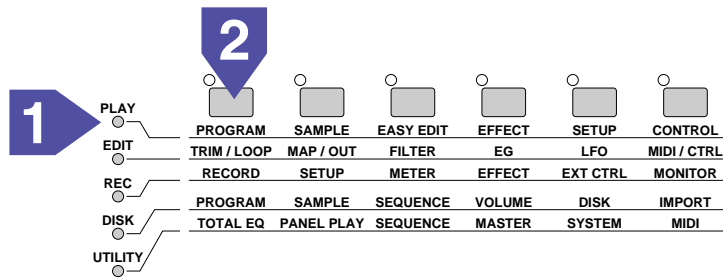 2
1
PLAY
PROGRAM SAMPLE EASY EDIT EFFECT SETUP CONTROL
EDIT
TRIM / LOOP MAP / OUT FILTER EG LFO MIDI / CTRL
REC
RECORD SETUP METER EFFECT EXT CTRL MONITOR
DISK
PROGRAM SAMPLE SEQUENCE VOLUME DISK IMPORT
UTILITY
TOTAL EQ PANEL PLAY SEQUENCE MASTER SYSTEM MIDI